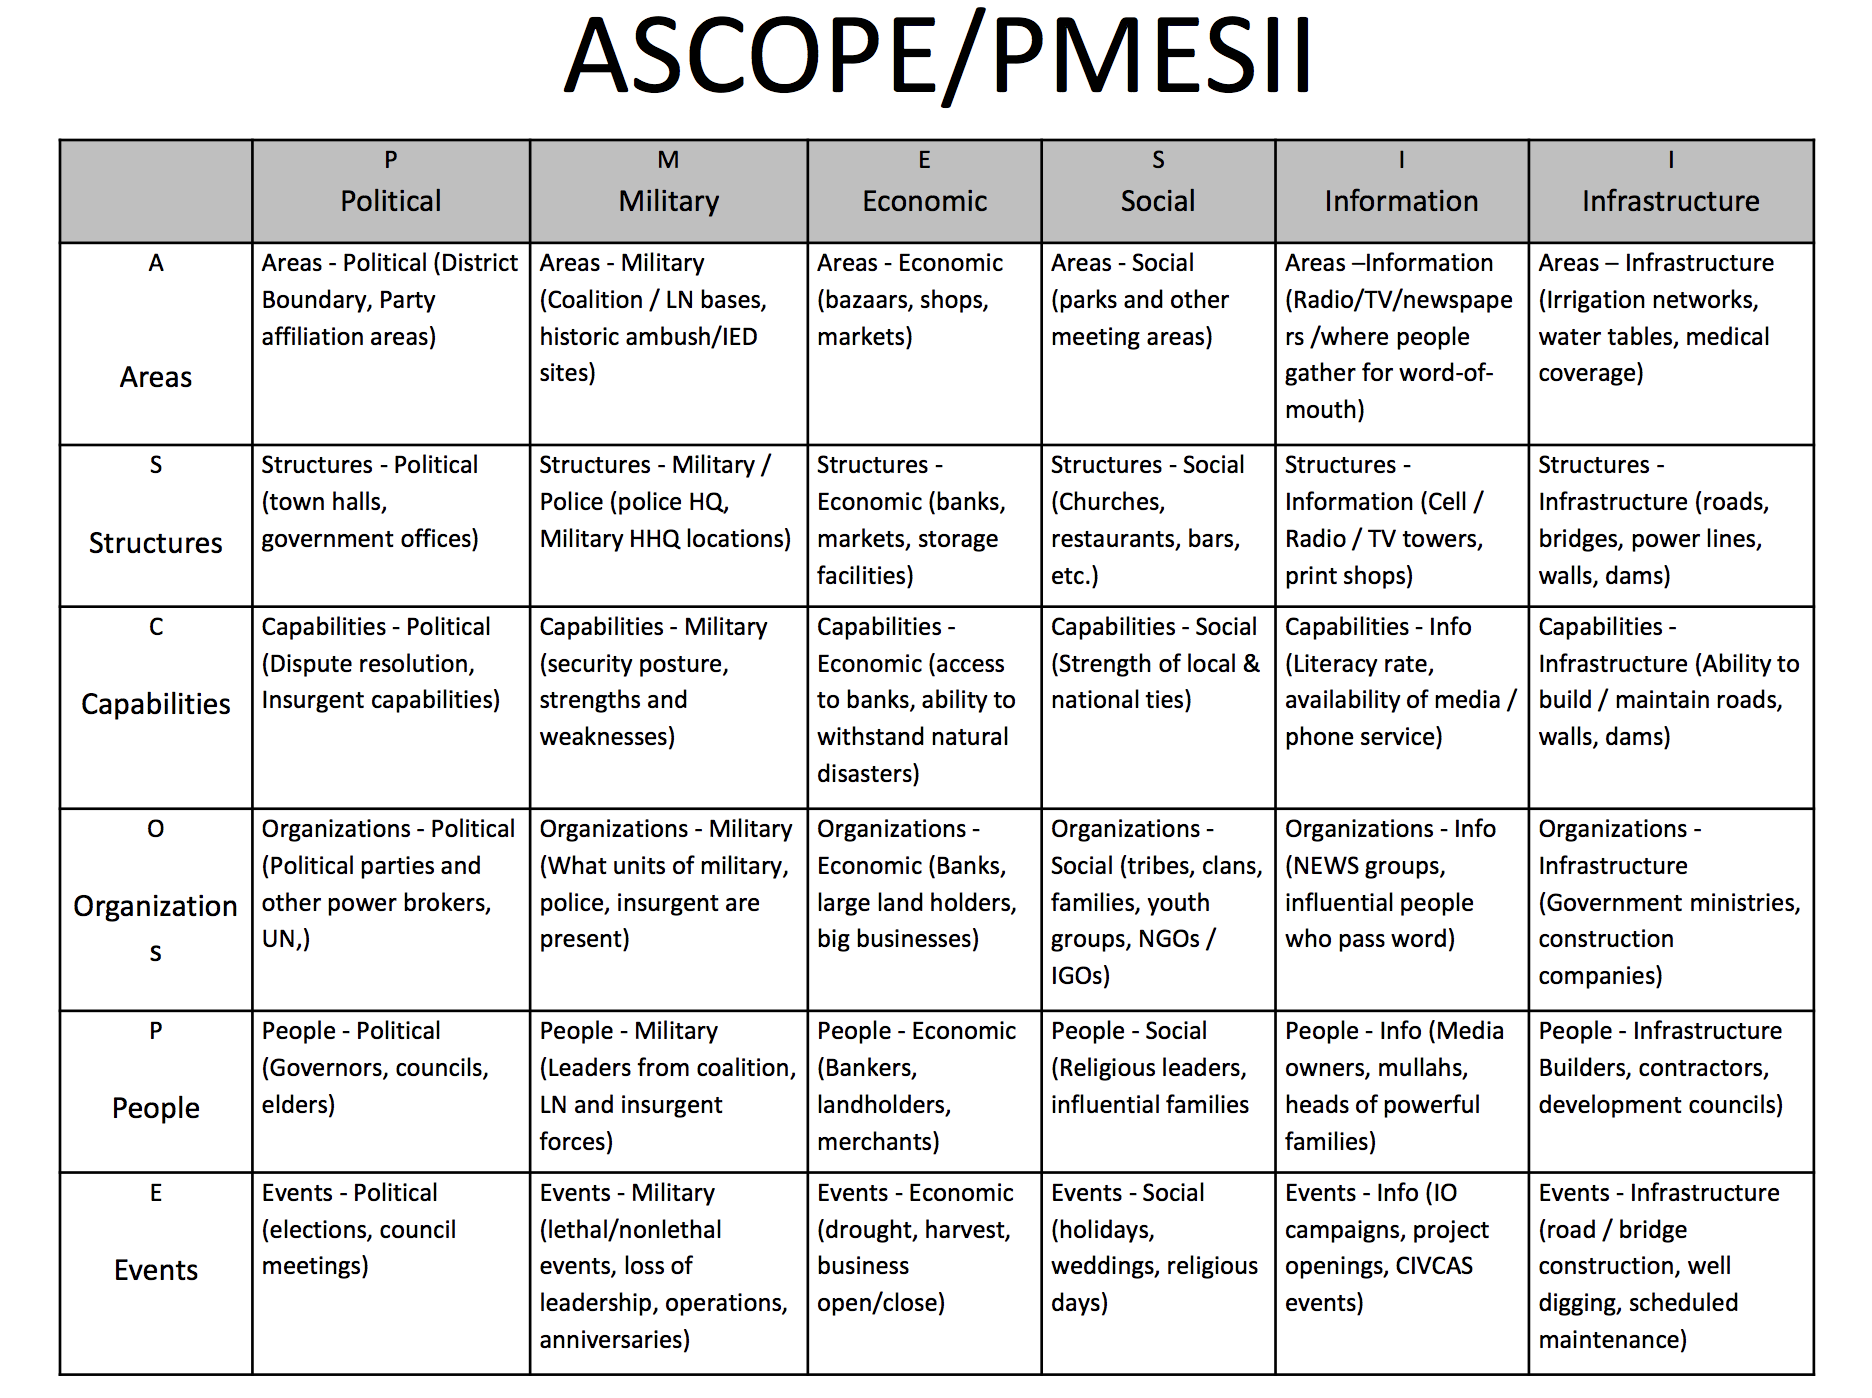 ASCOPE/PMESII
P
Political
M
Military
E
Economic
S
Social
I
Information
I
Infrastructure
A
Areas
Areas - Political (District
Boundary, Party
affiliation areas)
Areas - Military
(Coalition / LN bases,
historic ambush/IED
sites)
Areas - Economic
(bazaars, shops,
markets)
Areas - Social
(parks and other
meeting areas)
Areas –Information
(Radio/TV/newspape
rs /where people
gather for word-of-
mouth)
Areas – Infrastructure
(Irrigation networks,
water tables, medical
coverage)
S
Structures
Structures - Political
(town halls,
government offices)
Structures - Military /
Police (police HQ,
Military HHQ locations)
Structures -
Economic (banks,
markets, storage
facilities)
Structures - Social
(Churches,
restaurants, bars,
etc.)
Structures -
Information (Cell /
Radio / TV towers,
print shops)
Structures -
Infrastructure (roads,
bridges, power lines,
walls, dams)
C
Capabilities
Capabilities - Political
(Dispute resolution,
Insurgent capabilities)
Capabilities - Military
(security posture,
strengths and
weaknesses)
Capabilities -
Economic (access
to banks, ability to
withstand natural
disasters)
Capabilities - Social
(Strength of local &
national ties)
Capabilities - Info
(Literacy rate,
availability of media /
phone service)
Capabilities -
Infrastructure (Ability to
build / maintain roads,
walls, dams)
O
Organization
s
Organizations - Political
(Political parties and
other power brokers,
UN,)
Organizations - Military
(What units of military,
police, insurgent are
present)
Organizations -
Economic (Banks,
large land holders,
big businesses)
Organizations -
Social (tribes, clans,
families, youth
groups, NGOs /
IGOs)
Organizations - Info
(NEWS groups,
influential people
who pass word)
Organizations -
Infrastructure
(Government ministries,
construction
companies)
P
People
People - Political
(Governors, councils,
elders)
People - Military
(Leaders from coalition,
LN and insurgent
forces)
People - Economic
(Bankers,
landholders,
merchants)
People - Social
(Religious leaders,
influential families
People - Info (Media
owners, mullahs,
heads of powerful
families)
People - Infrastructure
Builders, contractors,
development councils)
E
Events
Events - Political
(elections, council
meetings)
Events - Military
(lethal/nonlethal
events, loss of
leadership, operations,
anniversaries)
Events - Economic
(drought, harvest,
business
open/close)
Events - Social
(holidays,
weddings, religious
days)
Events - Info (IO
campaigns, project
openings, CIVCAS
events)
Events - Infrastructure
(road / bridge
construction, well
digging, scheduled
maintenance)